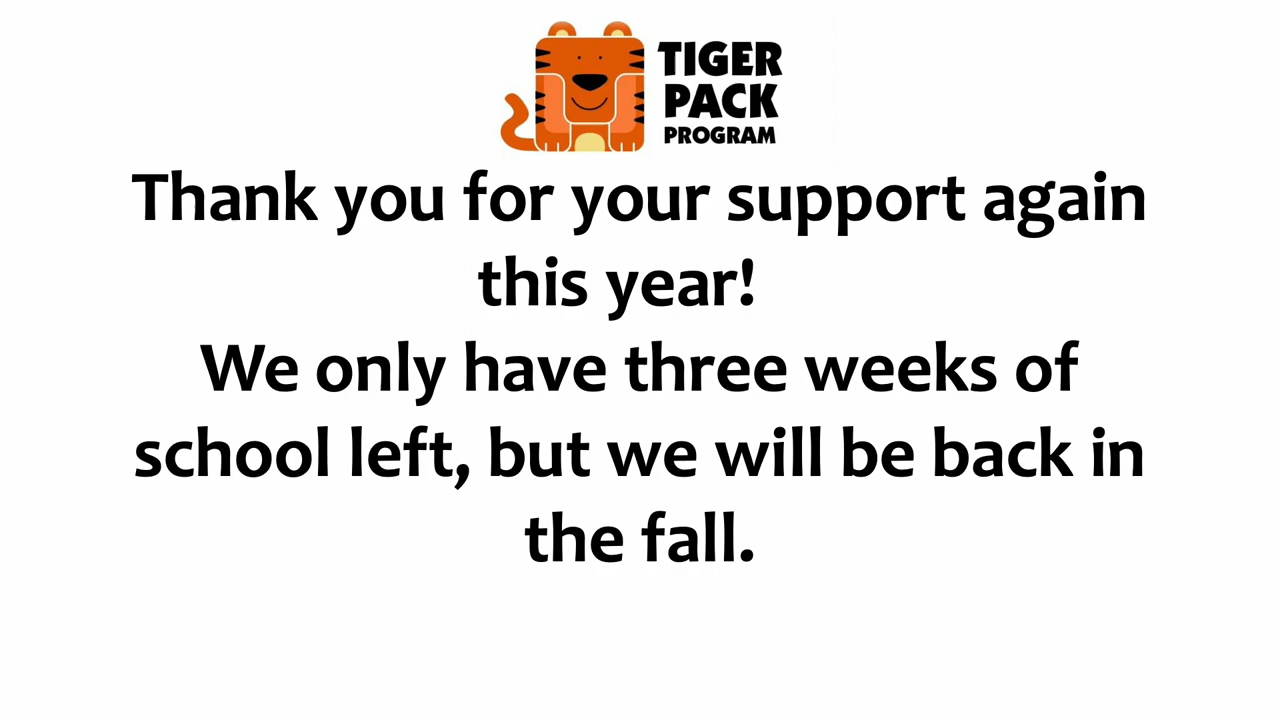 TIGER
PACK
PROGRAM
Thank you for your support again
this year!
We only have three weeks of
school left, but we will be back in
the fall.